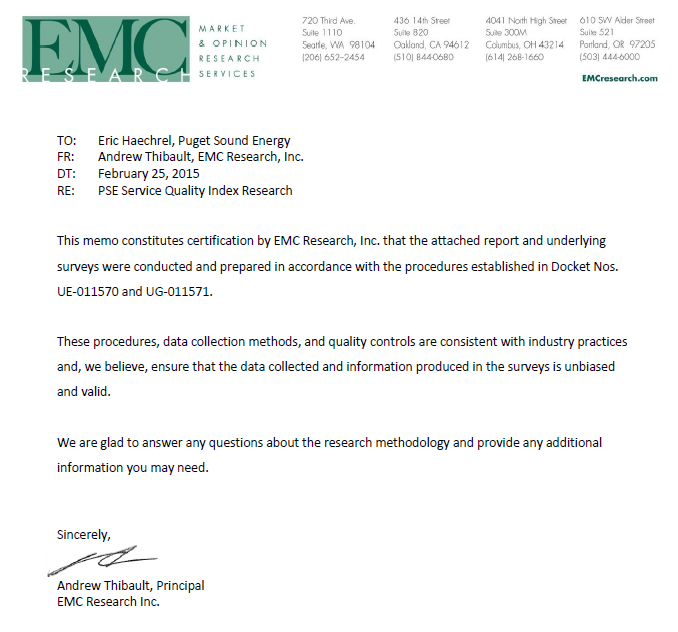 EMC
RESEARCH
MARKET
& OPINION
RESEARCH
SERVICES
720 Third Ave.
Suite 1110
Seattle, WA 98104
(206) 652-2454
436 14th Street
Suite 820
Oakland, CA 94612
(510) 844-0680
4041 North High Street
Suite 300M
Columbus, OH 43214
(614) 268-1660
610 SW Alder Street
Suite 521
Portland, OR 97205
(503) 444-6000
EMCresearch.com
TO: Eric Haechrel, Puget Sound Energy
FR: Andrew Thibault, EMC Research, Inc.
DT: February 25, 2015
RE: PSE Service Quality Index Research
This memo constitutes certification by EMC Research, Inc. that the attached report and underlying
surveys were conducted and prepared in accordance with the procedures established in Docket Nos.
UE-011570 and UG-011571.
These procedures, data collection methods, and quality controls are consistent with industry practices
and, we believe, ensure that the data collected and information produced in the surveys is unbiased
and valid.
We are glad to answer any questions about the research methodology and provide any additional
information you may need.
Sincerely,
Andrew Thibault, Principal
EMC Research Inc.